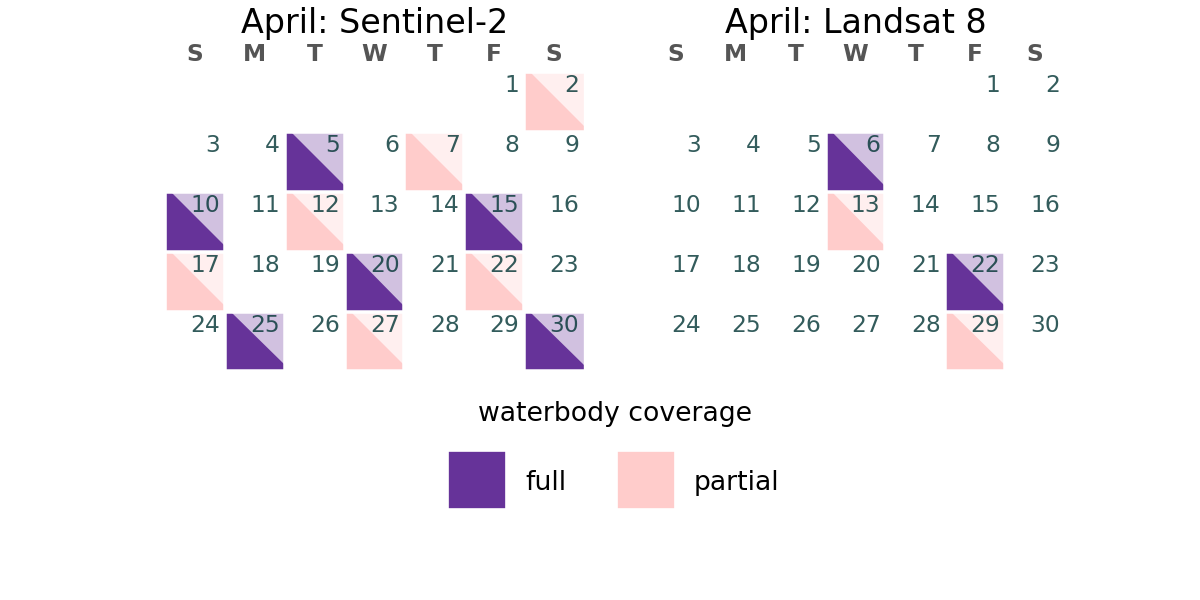 April: Sentinel-2
S M T W T F S
1 2
3 4 5 6 7 8 9
10 11 12 13 14 15 16
17 18 19 20 21 22 23
24 25 26 27 28 29 30
April: Landsat 8
S M T W T F S
1 2
3 4 5 6 7 8 9
10 11 12 13 14 15 16
17 18 19 20 21 22 23
24 25 26 27 28 29 30
waterbody coverage
full
partial